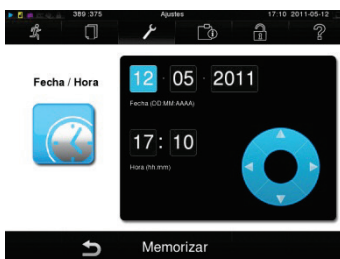 389 :375 Ajustes 17:10 2011-05-12
Fecha / Hora
12 . 05 . 2011
Fecha (DD MM AAAA)
17: 10
Hora (hh:mm)
Memorizar